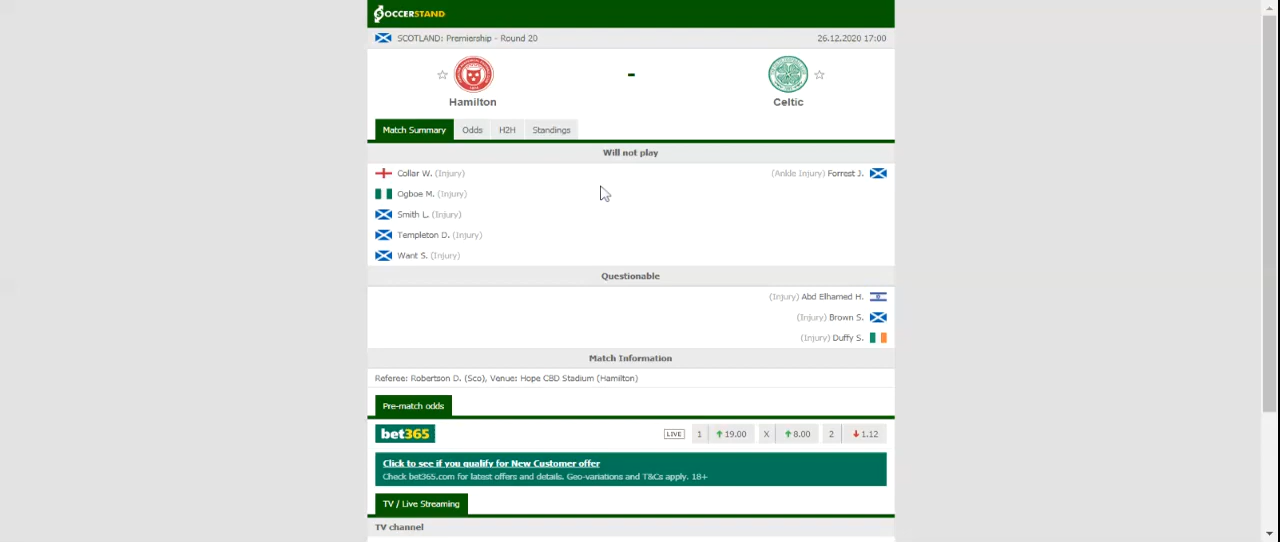 SOCCERSTAND
SCOTLAND: Premiership - Round 20 26.12.2020 17:00
-
Hamilton Celtic
Match Summary Odds H2H Standings
Will not play
Collar W. (Injury) (Ankle Injury) Forrest J.
Ogboe M. (Injury)
Smith L. (Injury)
Templeton D. (Injury)
Want S. (Injury)
Questionable
(Injury) Abd Elhamed H.
(Injury) Brown S.
(Injury) Duffy S.
Match Information
Referee: Robertson D. (Sco), Venue: Hope CBD Stadium (Hamilton)
Pre-match odds
bet365 LIVE 1 19.00 X 8.00 2 1.12
Click to see if you qualify for New Customer offer
Check bet365.com for latest offers and details. Geo-variations and T&Cs apply. 18+
TV / Live Streaming
TV channel